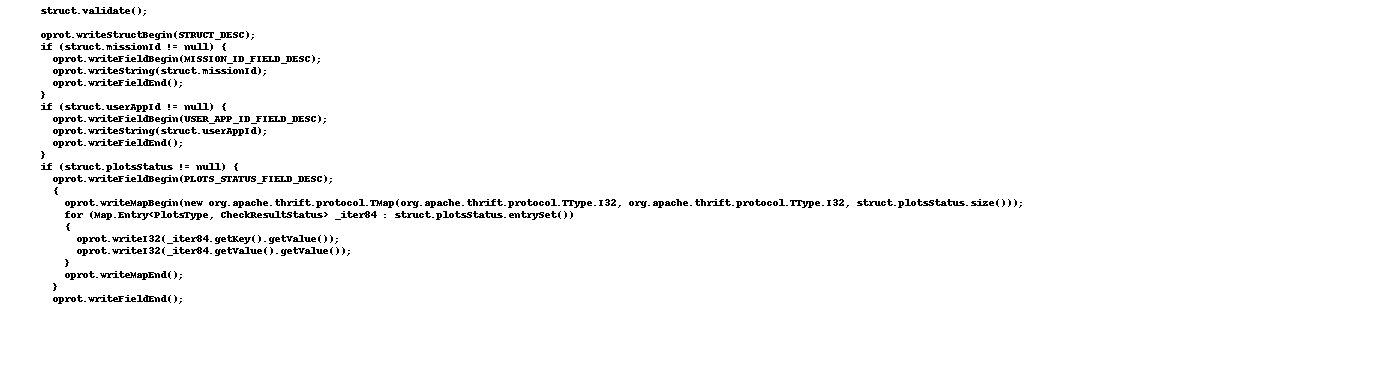 struct.validate();
oprot.writeStructBegin(STRUCT_DESC);
if (struct.missionId != null) {
oprot.writeFieldBegin(MISSION_ID_FIELD_DESC);
oprot.writeString(struct.missionId);
oprot.writeFieldEnd();
}
if (struct.userAppId != null) {
oprot.writeFieldBegin(USER_APP_ID_FIELD_DESC);
oprot.writeString(struct.userAppId);
oprot.writeFieldEnd();
}
if (struct.plotsStatus != null) {
oprot.writeFieldBegin(PLOTS_STATUS_FIELD_DESC);
{
oprot.writeMapBegin(new org.apache.thrift.protocol.TMap(org.apache.thrift.protocol.TType.I32, org.apache.thrift.protocol.TType.I32, struct.plotsStatus.size()));
for (Map.Entry<PlotsType, CheckResultStatus> _iter84 : struct.plotsStatus.entrySet())
{
oprot.writeI32(_iter84.getKey().getValue());
oprot.writeI32(_iter84.getValue().getValue());
}
oprot.writeMapEnd();
}
oprot.writeFieldEnd();